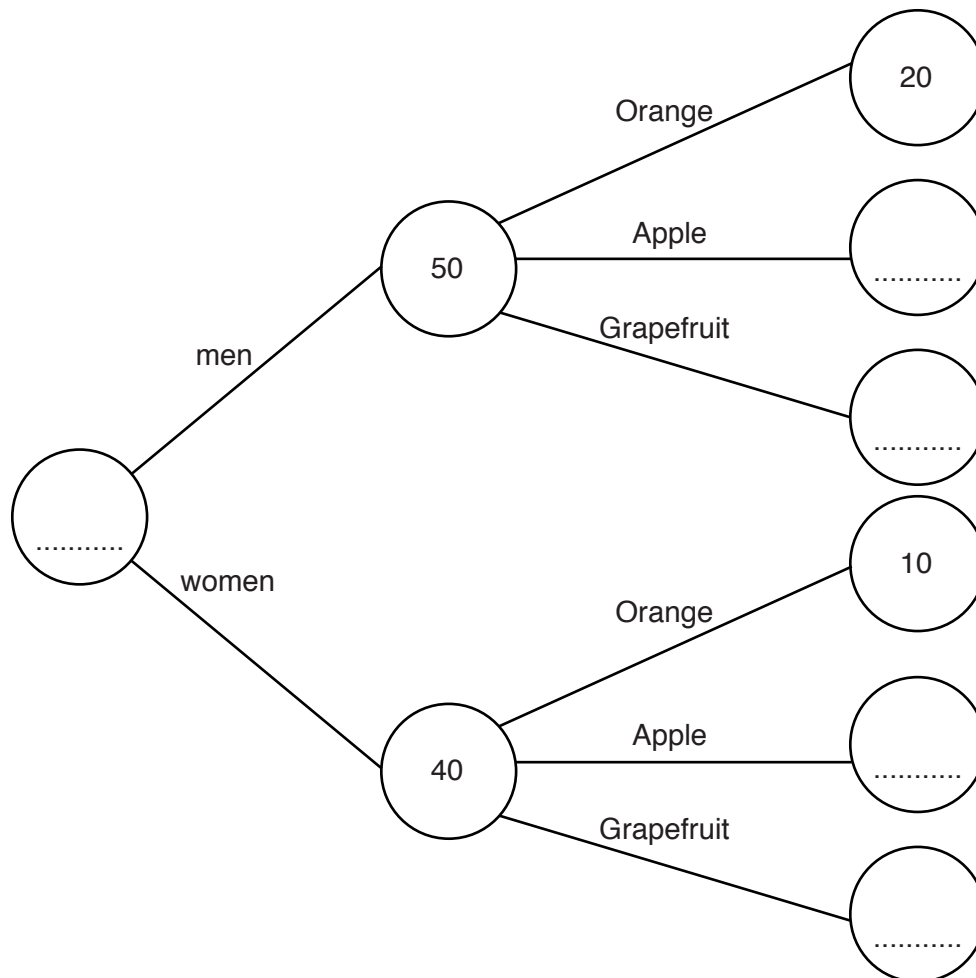 20
Orange
Apple
...........
50
Grapefruit
men
...........
...........
women
10
Orange
Apple
...........
40
Grapefruit
...........